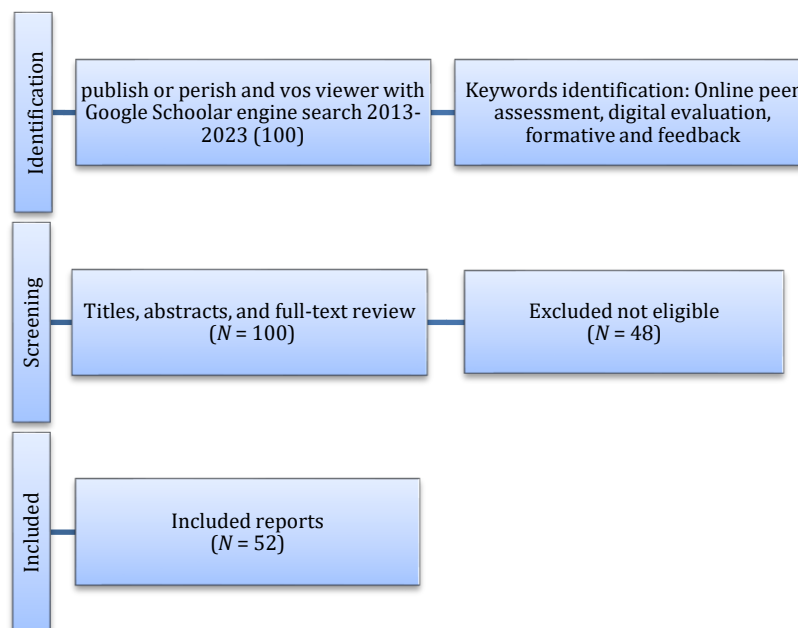 Identification
publish or perish and vos viewer with
Google Schoolar engine search 2013-
2023 (100)
Keywords identification: Online peer
assessment, digital evaluation,
formative and feedback
Screening
Titles, abstracts, and full-text review
(N = 100)
Excluded not eligible
(N = 48)
Included
Included reports
(N = 52)